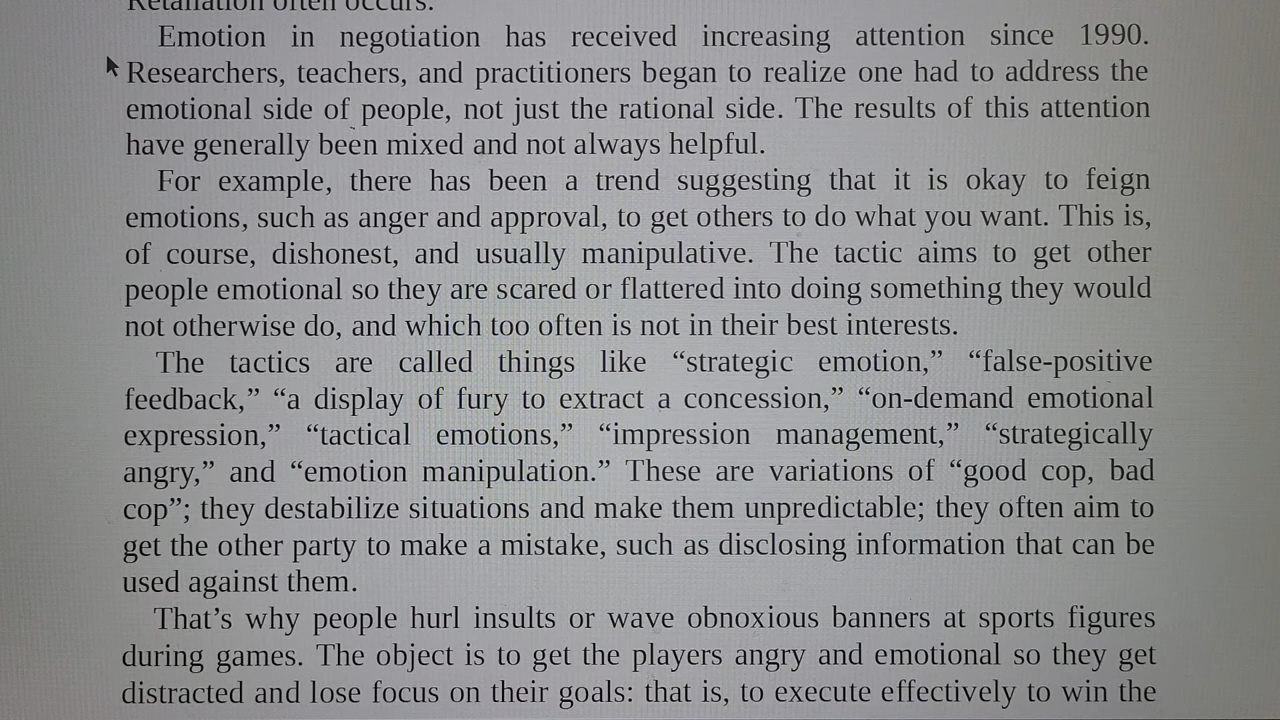 Retaliation often occurs.
Emotion in negotiation has received increasing attention since 1990.
Researchers, teachers, and practitioners began to realize one had to address the
emotional side of people, not just the rational side. The results of this attention
have generally been mixed and not always helpful.
For example, there has been a trend suggesting that it is okay to feign
emotions, such as anger and approval, to get others to do what you want. This is,
of course, dishonest, and usually manipulative. The tactic aims to get other
people emotional so they are scared or flattered into doing something they would
not otherwise do, and which too often is not in their best interests.
The tactics are called things like “strategic emotion,” “false-positive
feedback,” “a display of fury to extract a concession,” “on-demand emotional
expression,” “tactical emotions,” “impression management,” “strategically
angry,” and “emotion manipulation.” These are variations of “good cop, bad
cop”; they destabilize situations and make them unpredictable; they often aim to
get the other party to make a mistake, such as disclosing information that can be
used against them.
That’s why people hurl insults or wave obnoxious banners at sports figures
during games. The object is to get the players angry and emotional so they get
distracted and lose focus on their goals: that is, to execute effectively to win the